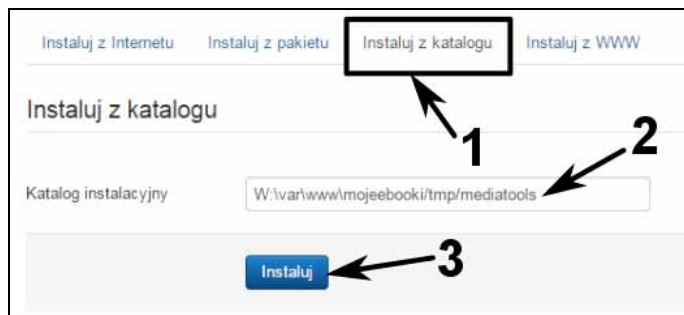 Instaluj z Internetu Instaluj z pakietu Instaluj z katalogu Instaluj z WWW
Instaluj z katalogu
1
2
Katalog instalacyjny W:\var\www\mojeebooki/tmp/mediatools
Instaluj 3